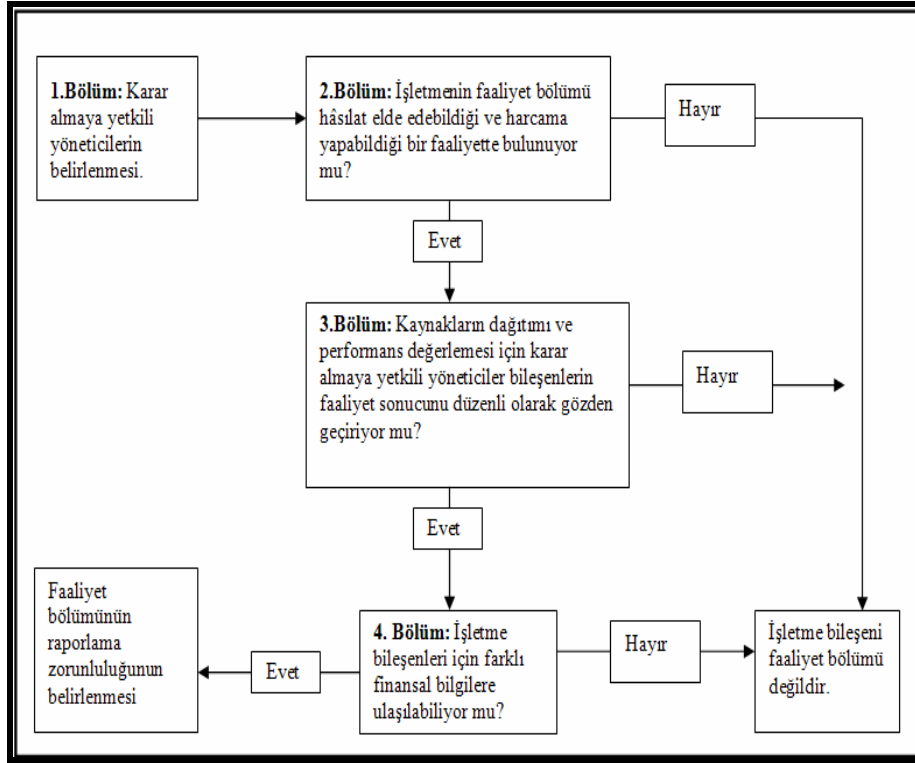 1.Bölüm: Karar
almaya yetkili
yöneticilerin
belirlenmesi.
2.Bölüm: İşletmenin faaliyet bölümü
hâsılat elde edebildiği ve harcama
yapabildiği bir faaliyette bulunuyor
mu?
Hayır
Evet
3.Bölüm: Kaynakların dağıtımı ve
performans değerlemesi için karar
almaya yetkili yöneticiler bileşenlerin
faaliyet sonucunu düzenli olarak gözden
geçiriyor mu?
Hayır
Evet
Faaliyet
bölümünün
raporlama
zorunluluğunun
belirlenmesi
Evet
4. Bölüm: İşletme
bileşenleri için farklı
finansal bilgilere
ulaşılabiliyor mu?
Hayır
İşletme bileşeni
faaliyet bölümü
değildir.